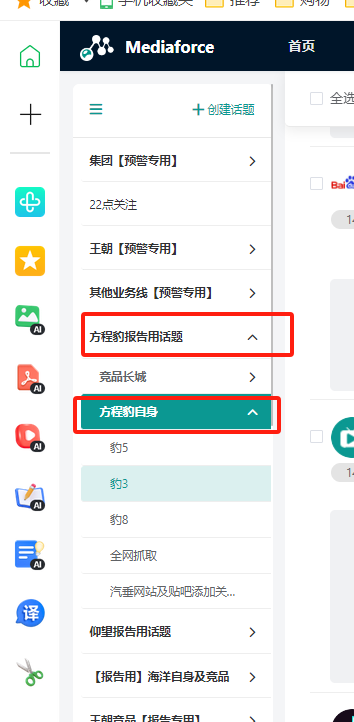 收藏
手机收藏夹
推荐
购物
Mediaforce
首页
创建话题
全选
集团【预警专用】
22点关注
王朝【预警专用】
其他业务线【预警专用】
方程豹报告用话题
竞品长城
方程豹自身
豹5
豹3
豹8
全网抓取
汽垂网站及贴吧添加关...
仰望报告用话题
【报告用】海洋自身及竞品
王朝竞品【报告专用】
AI
AI
AI
AI
AI
译
Bai
14
14